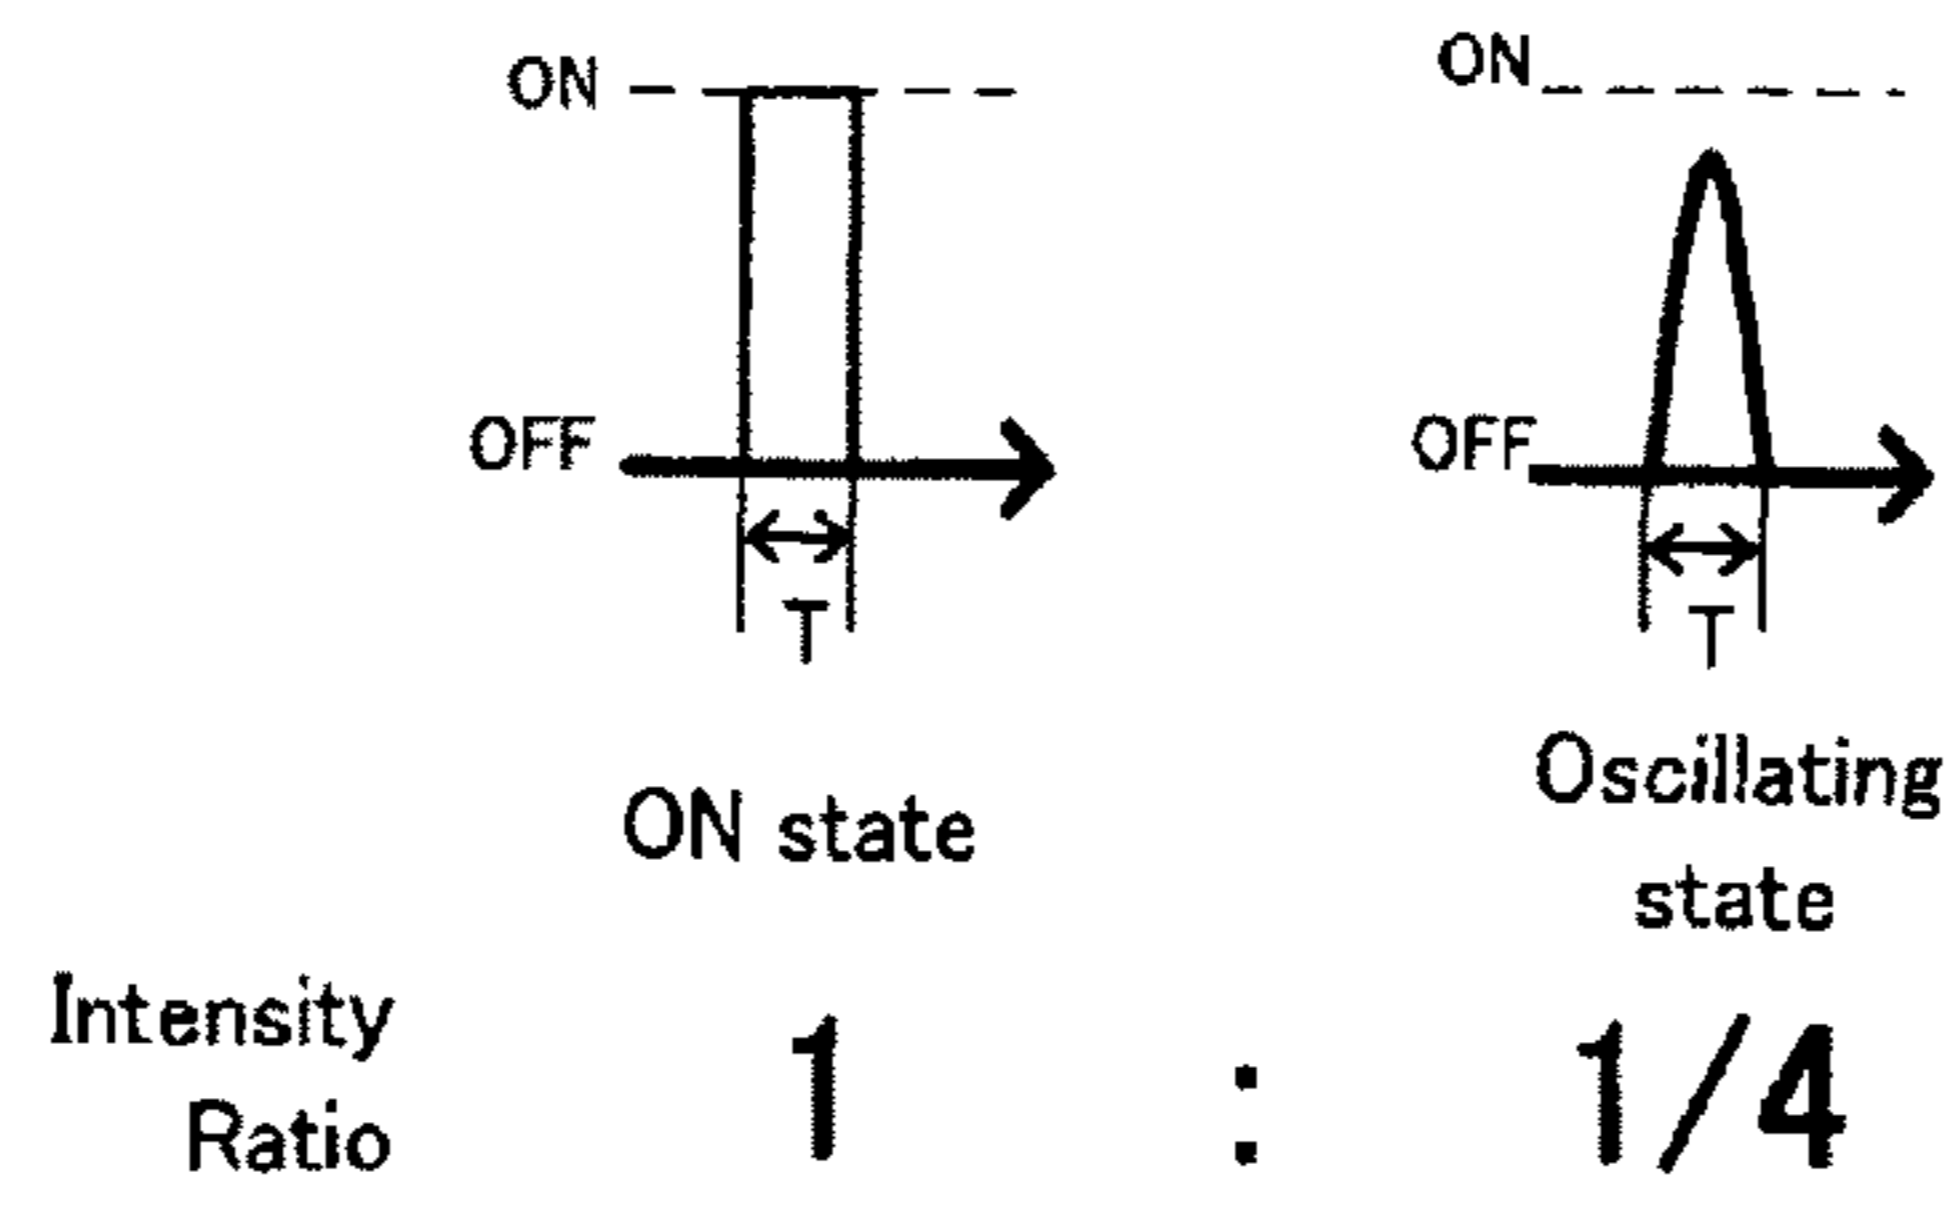 ON
ON
OFF
OFF
T
T
ON state
Oscillating
state
Intensity
Ratio
1 : 1/4